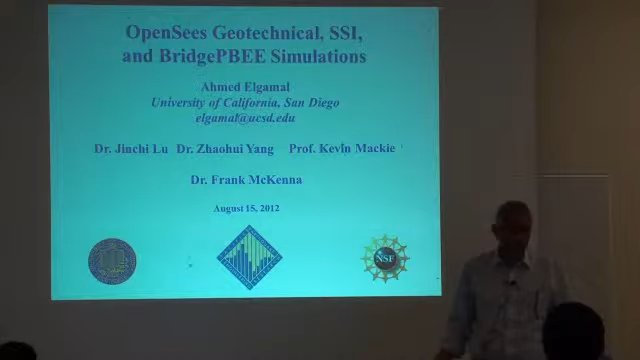 OpenSees Geotechnical, SSI,
and BridgePBEE Simulations
Ahmed Elgamal
University of California, San Diego
elgamal@ucsd.edu
Dr. Jinchi Lu Dr. Zhaohui Yang Prof. Kevin Mackie
Dr. Frank McKenna
August 15, 2012
NSF